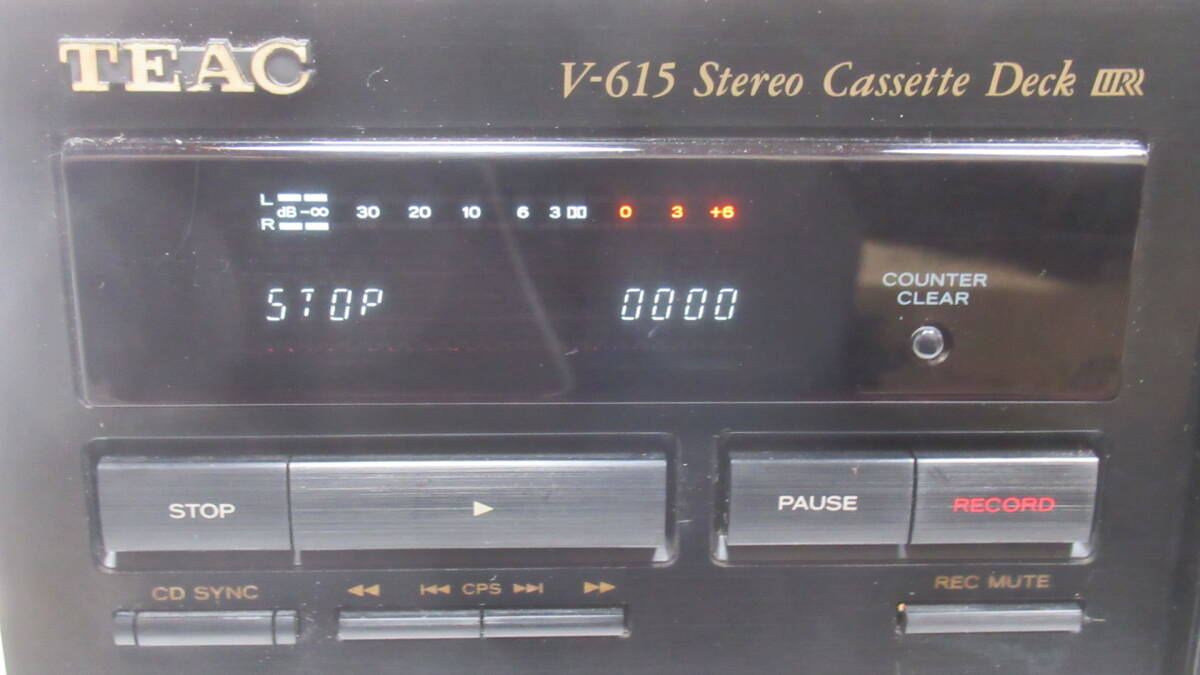 TEAC
V-615 Stereo Cassette Deck
L
dB -∞ 30 20 10 6 3 0 3 +6
R
STOP 0000
COUNTER
CLEAR
STOP
PAUSE
RECORD
CD SYNC
CPS
REC MUTE